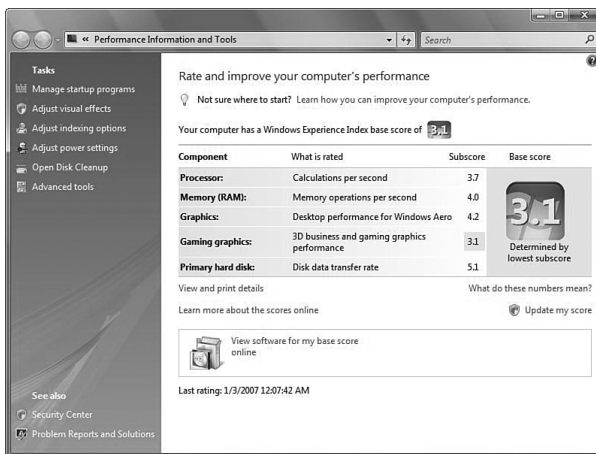 « Performance Information and Tools
Search
Tasks
Manage startup programs
Adjust visual effects
Adjust indexing options
Adjust power settings
Open Disk Cleanup
Advanced tools
See also
Security Center
Problem Reports and Solutions
Rate and improve your computer's performance
Not sure where to start? Learn how you can improve your computer's performance.
Your computer has a Windows Experience Index base score of 3.1
Component What is rated Subscore Base score
Processor: Calculations per second 3.7
Memory (RAM): Memory operations per second 4.0
Graphics: Desktop performance for Windows Aero 4.2
Gaming graphics: 3D business and gaming graphics
performance 3.1
Primary hard disk: Disk data transfer rate 5.1
3.1
Determined by
lowest subscore
View and print details What do these numbers mean?
Learn more about the scores online Update my score
View software for my base score
online
Last rating: 1/3/2007 12:07:42 AM